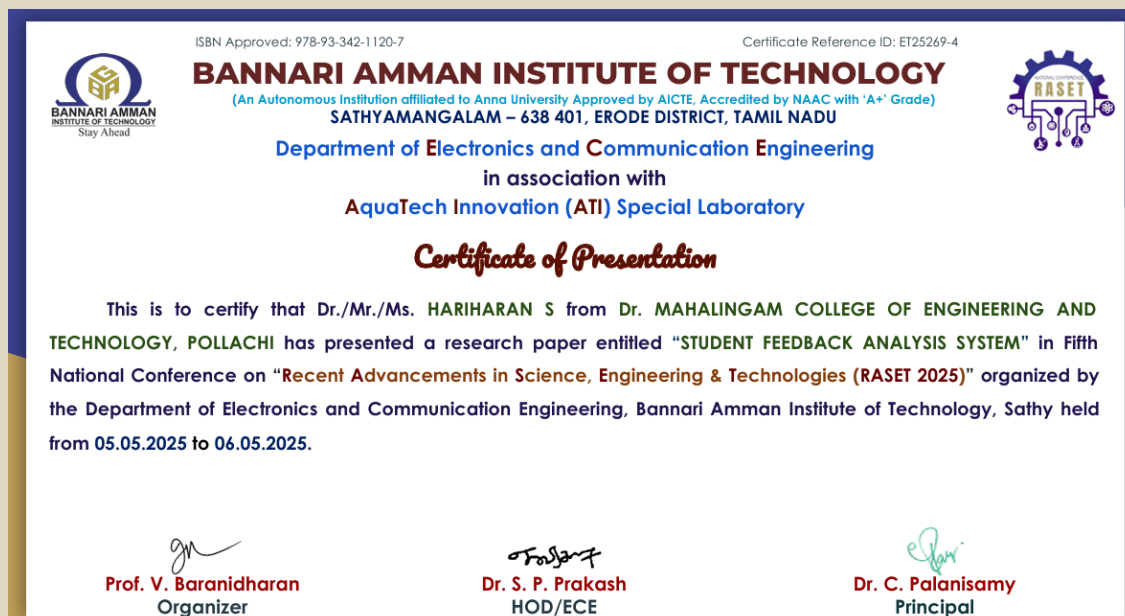 ISBN Approved: 978-93-342-1120-7
Certificate Reference ID: ET25269-4
BANNARI AMMAN
INSTITUTE OF TECHNOLOGY
Stay Ahead
BANNARI AMMAN INSTITUTE OF TECHNOLOGY
(An Autonomous Institution affiliated to Anna University Approved by AICTE, Accredited by NAAC with ‘A+’ Grade)
SATHYAMANGALAM – 638 401, ERODE DISTRICT, TAMIL NADU
NATIONAL CONFERENCE
RASET
Department of Electronics and Communication Engineering
in association with
AquaTech Innovation (ATI) Special Laboratory
Certificate of Presentation
This is to certify that Dr./Mr./Ms. HARIHARAN S from Dr. MAHALINGAM COLLEGE OF ENGINEERING AND
TECHNOLOGY, POLLACHI has presented a research paper entitled “STUDENT FEEDBACK ANALYSIS SYSTEM” in Fifth
National Conference on “Recent Advancements in Science, Engineering & Technologies (RASET 2025)” organized by
the Department of Electronics and Communication Engineering, Bannari Amman Institute of Technology, Sathy held
from 05.05.2025 to 06.05.2025.
Prof. V. Baranidharan
Organizer
Dr. S. P. Prakash
HOD/ECE
Dr. C. Palanisamy
Principal